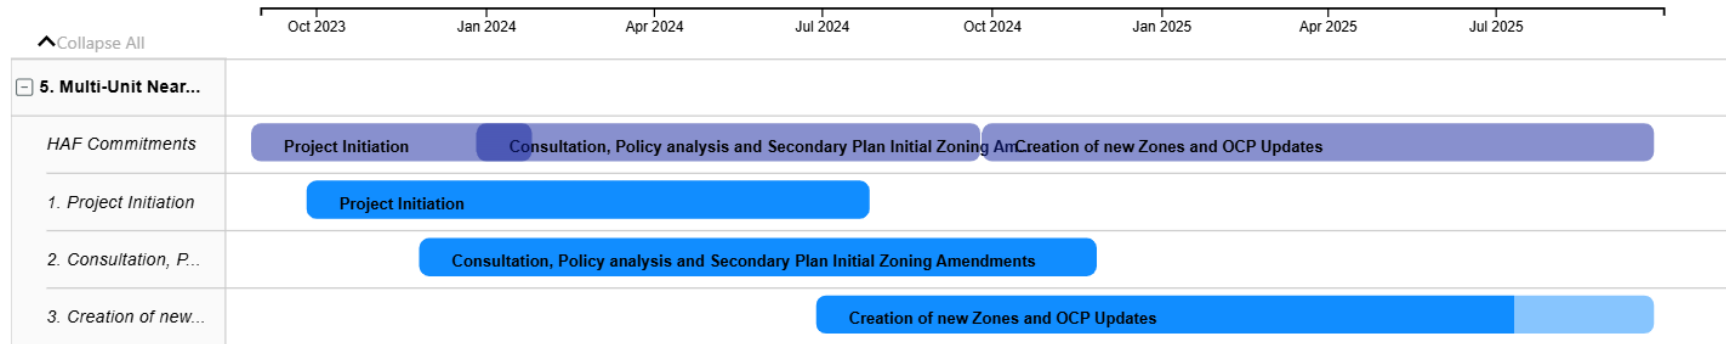 Oct 2023 Jan 2024 Apr 2024 Jul 2024 Oct 2024 Jan 2025 Apr 2025 Jul 2025
Collapse All
5. Multi-Unit Near...
HAF Commitments Project Initiation Consultation, Policy analysis and Secondary Plan Initial Zoning Am... Creation of new Zones and OCP Updates
1. Project Initiation Project Initiation
2. Consultation, P... Consultation, Policy analysis and Secondary Plan Initial Zoning Amendments
3. Creation of new... Creation of new Zones and OCP Updates